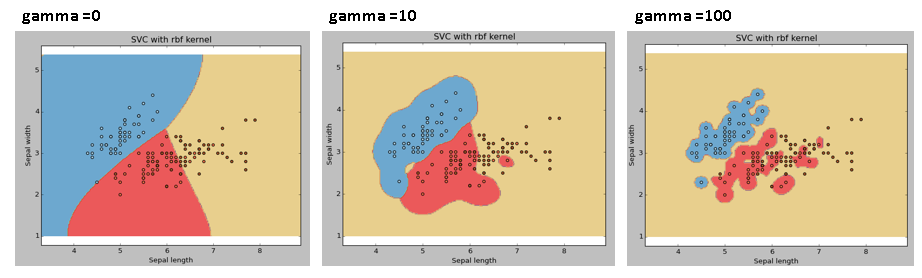 gamma =0
gamma =10
gamma =100
SVC with rbf kernel
SVC with rbf kernel
SVC with rbf kernel
5
4
3
2
1
4
5
6
7
8
Sepal width
Sepal length
5
4
3
2
1
4
5
6
7
8
Sepal width
Sepal length
5
4
3
2
1
4
5
6
7
8
Sepal width
Sepal length